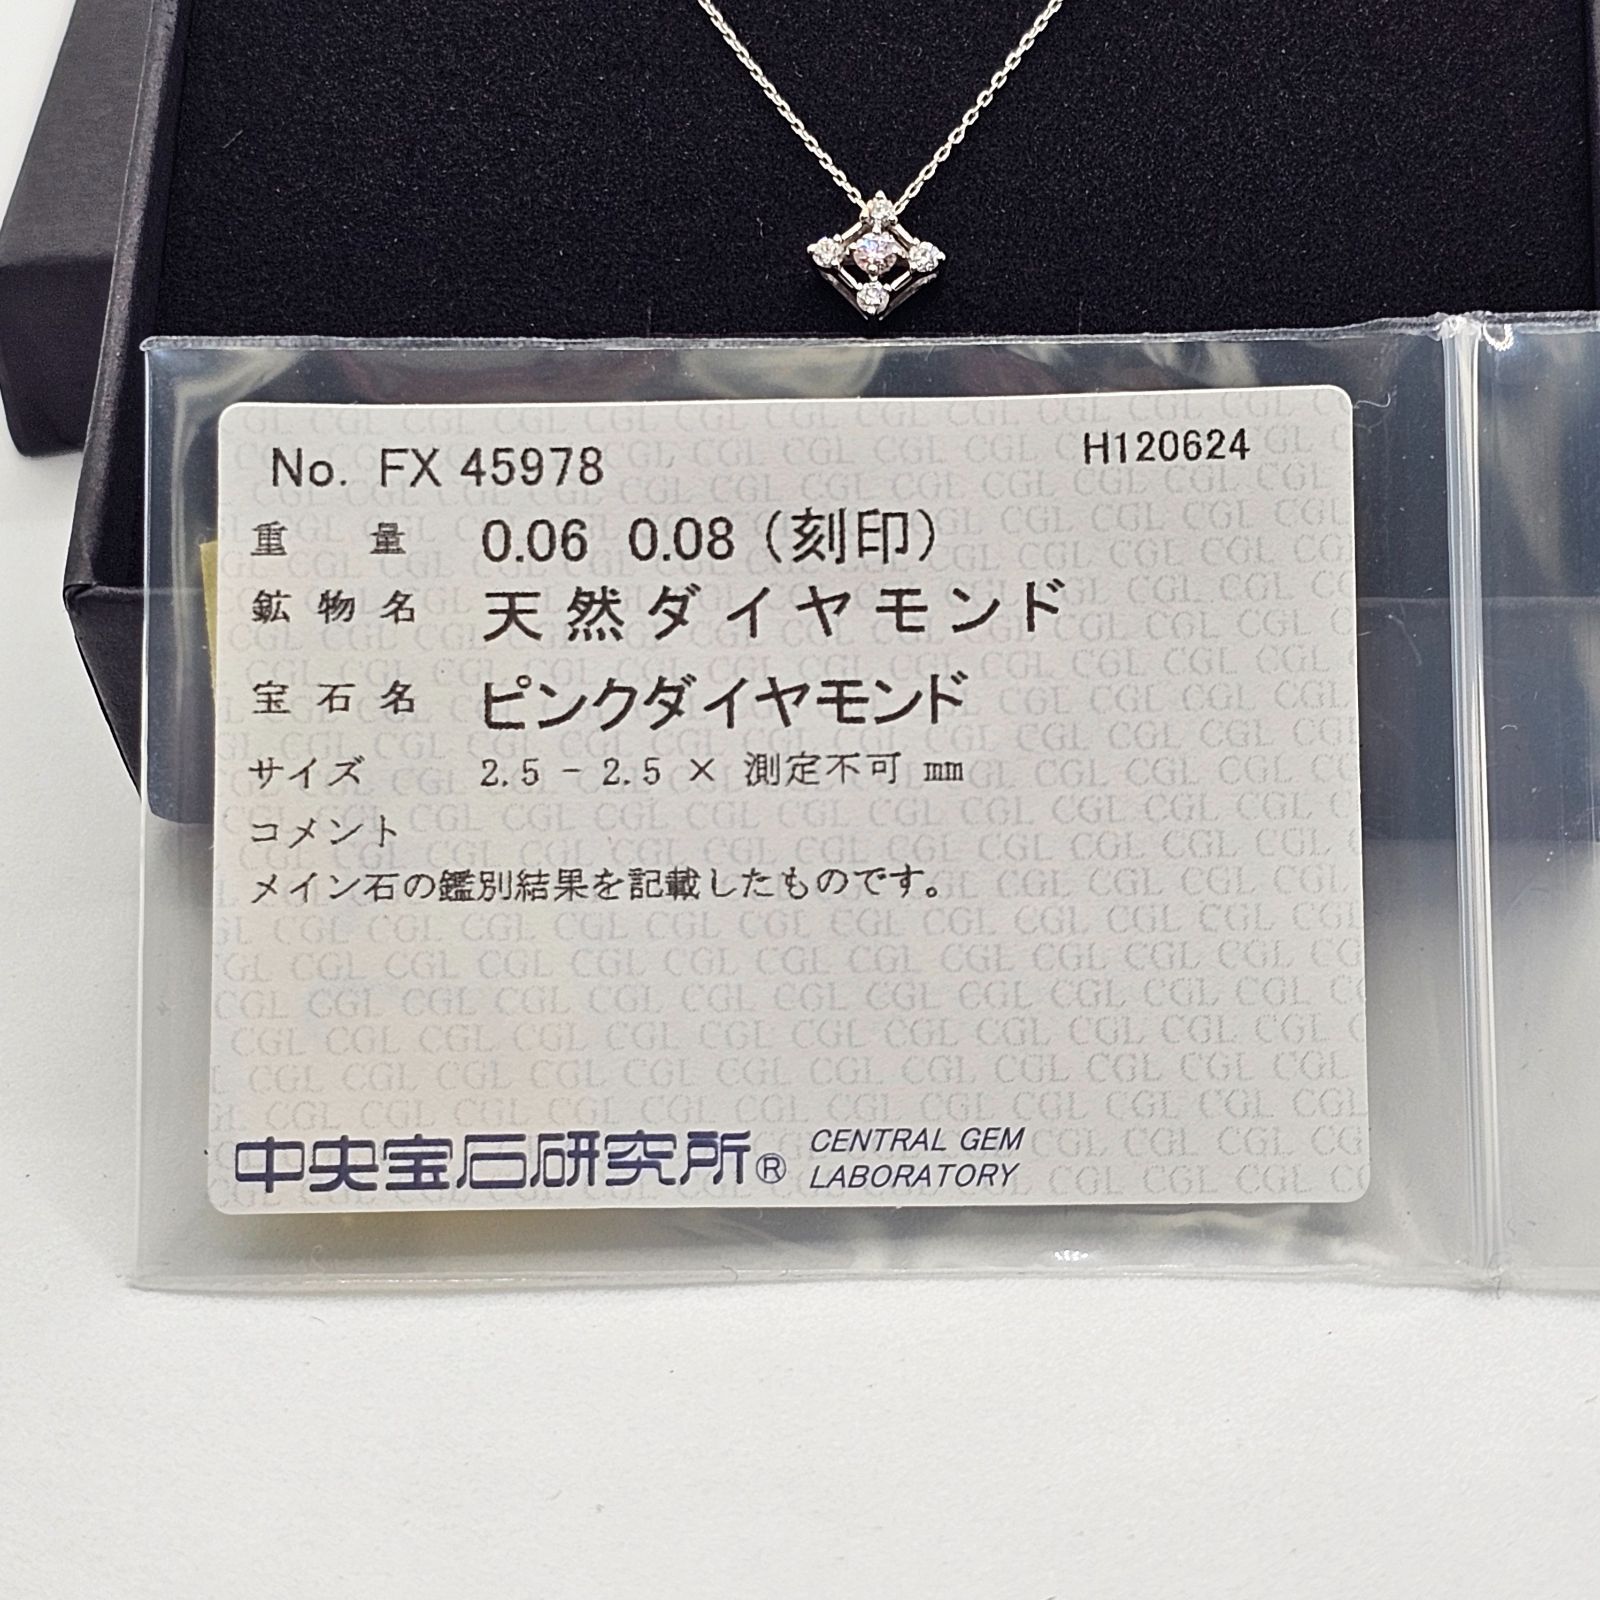 No. FX 45978
H120624
重量 0.06 0.08 (刻印)
鉱物名 天然ダイヤモンド
宝石名 ピンクダイヤモンド
サイズ 2.5 - 2.5 × 測定不可 mm
コメント
メイン石の鑑別結果を記載したものです。
中央宝石研究所® CENTRAL GEM
LABORATORY